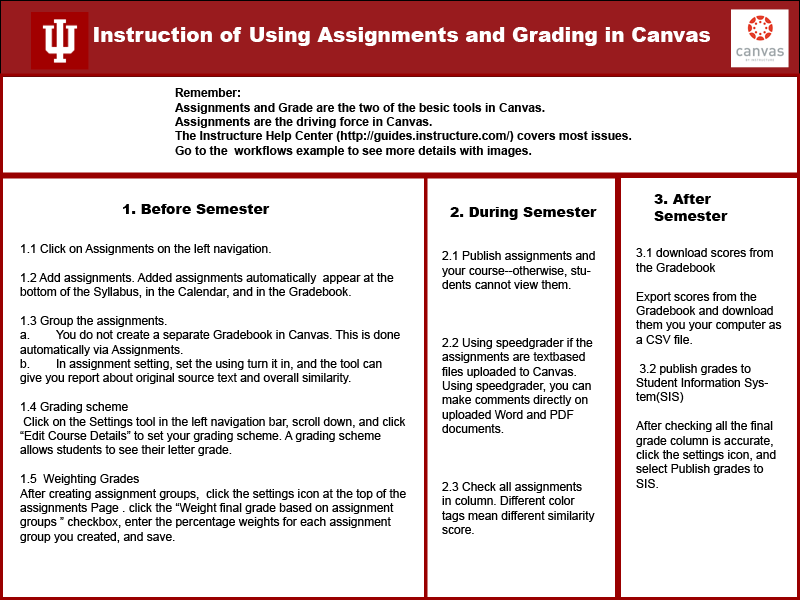 Instruction of Using Assignments and Grading in Canvas
canvas
BY INSTRUCTURE
Remember:
Assignments and Grade are the two of the besic tools in Canvas.
Assignments are the driving force in Canvas.
The Instructure Help Center (http://guides.instructure.com/) covers most issues.
Go to the  workflows example to see more details with images.
1. Before Semester
1.1 Click on Assignments on the left navigation.
1.2 Add assignments. Added assignments automatically  appear at the
bottom of the Syllabus, in the Calendar, and in the Gradebook.
1.3 Group the assignments.
a.       You do not create a separate Gradebook in Canvas. This is done
automatically via Assignments.
b.       In assignment setting, set the using turn it in, and the tool can
give you report about original source text and overall similarity.
1.4 Grading scheme
Click on the Settings tool in the left navigation bar, scroll down, and click
“Edit Course Details” to set your grading scheme. A grading scheme
allows students to see their letter grade.
1.5  Weighting Grades
After creating assignment groups,  click the settings icon at the top of the
assignments Page . click the “Weight final grade based on assignment
groups ” checkbox, enter the percentage weights for each assignment
group you created, and save.
2. During Semester
2.1 Publish assignments and
your course--otherwise, stu-
dents cannot view them.
2.2 Using speedgrader if the
assignments are textbased
files uploaded to Canvas.
Using speedgrader, you can
make comments directly on
uploaded Word and PDF
documents.
2.3 Check all assignments
in column. Different color
tags mean different similarity
score.
3. After
Semester
3.1 download scores from
the Gradebook
Export scores from the
Gradebook and download
them you your computer as
a CSV file.
3.2 publish grades to
Student Information Sys-
tem(SIS)
After checking all the final
grade column is accurate,
click the settings icon, and
select Publish grades to
SIS.